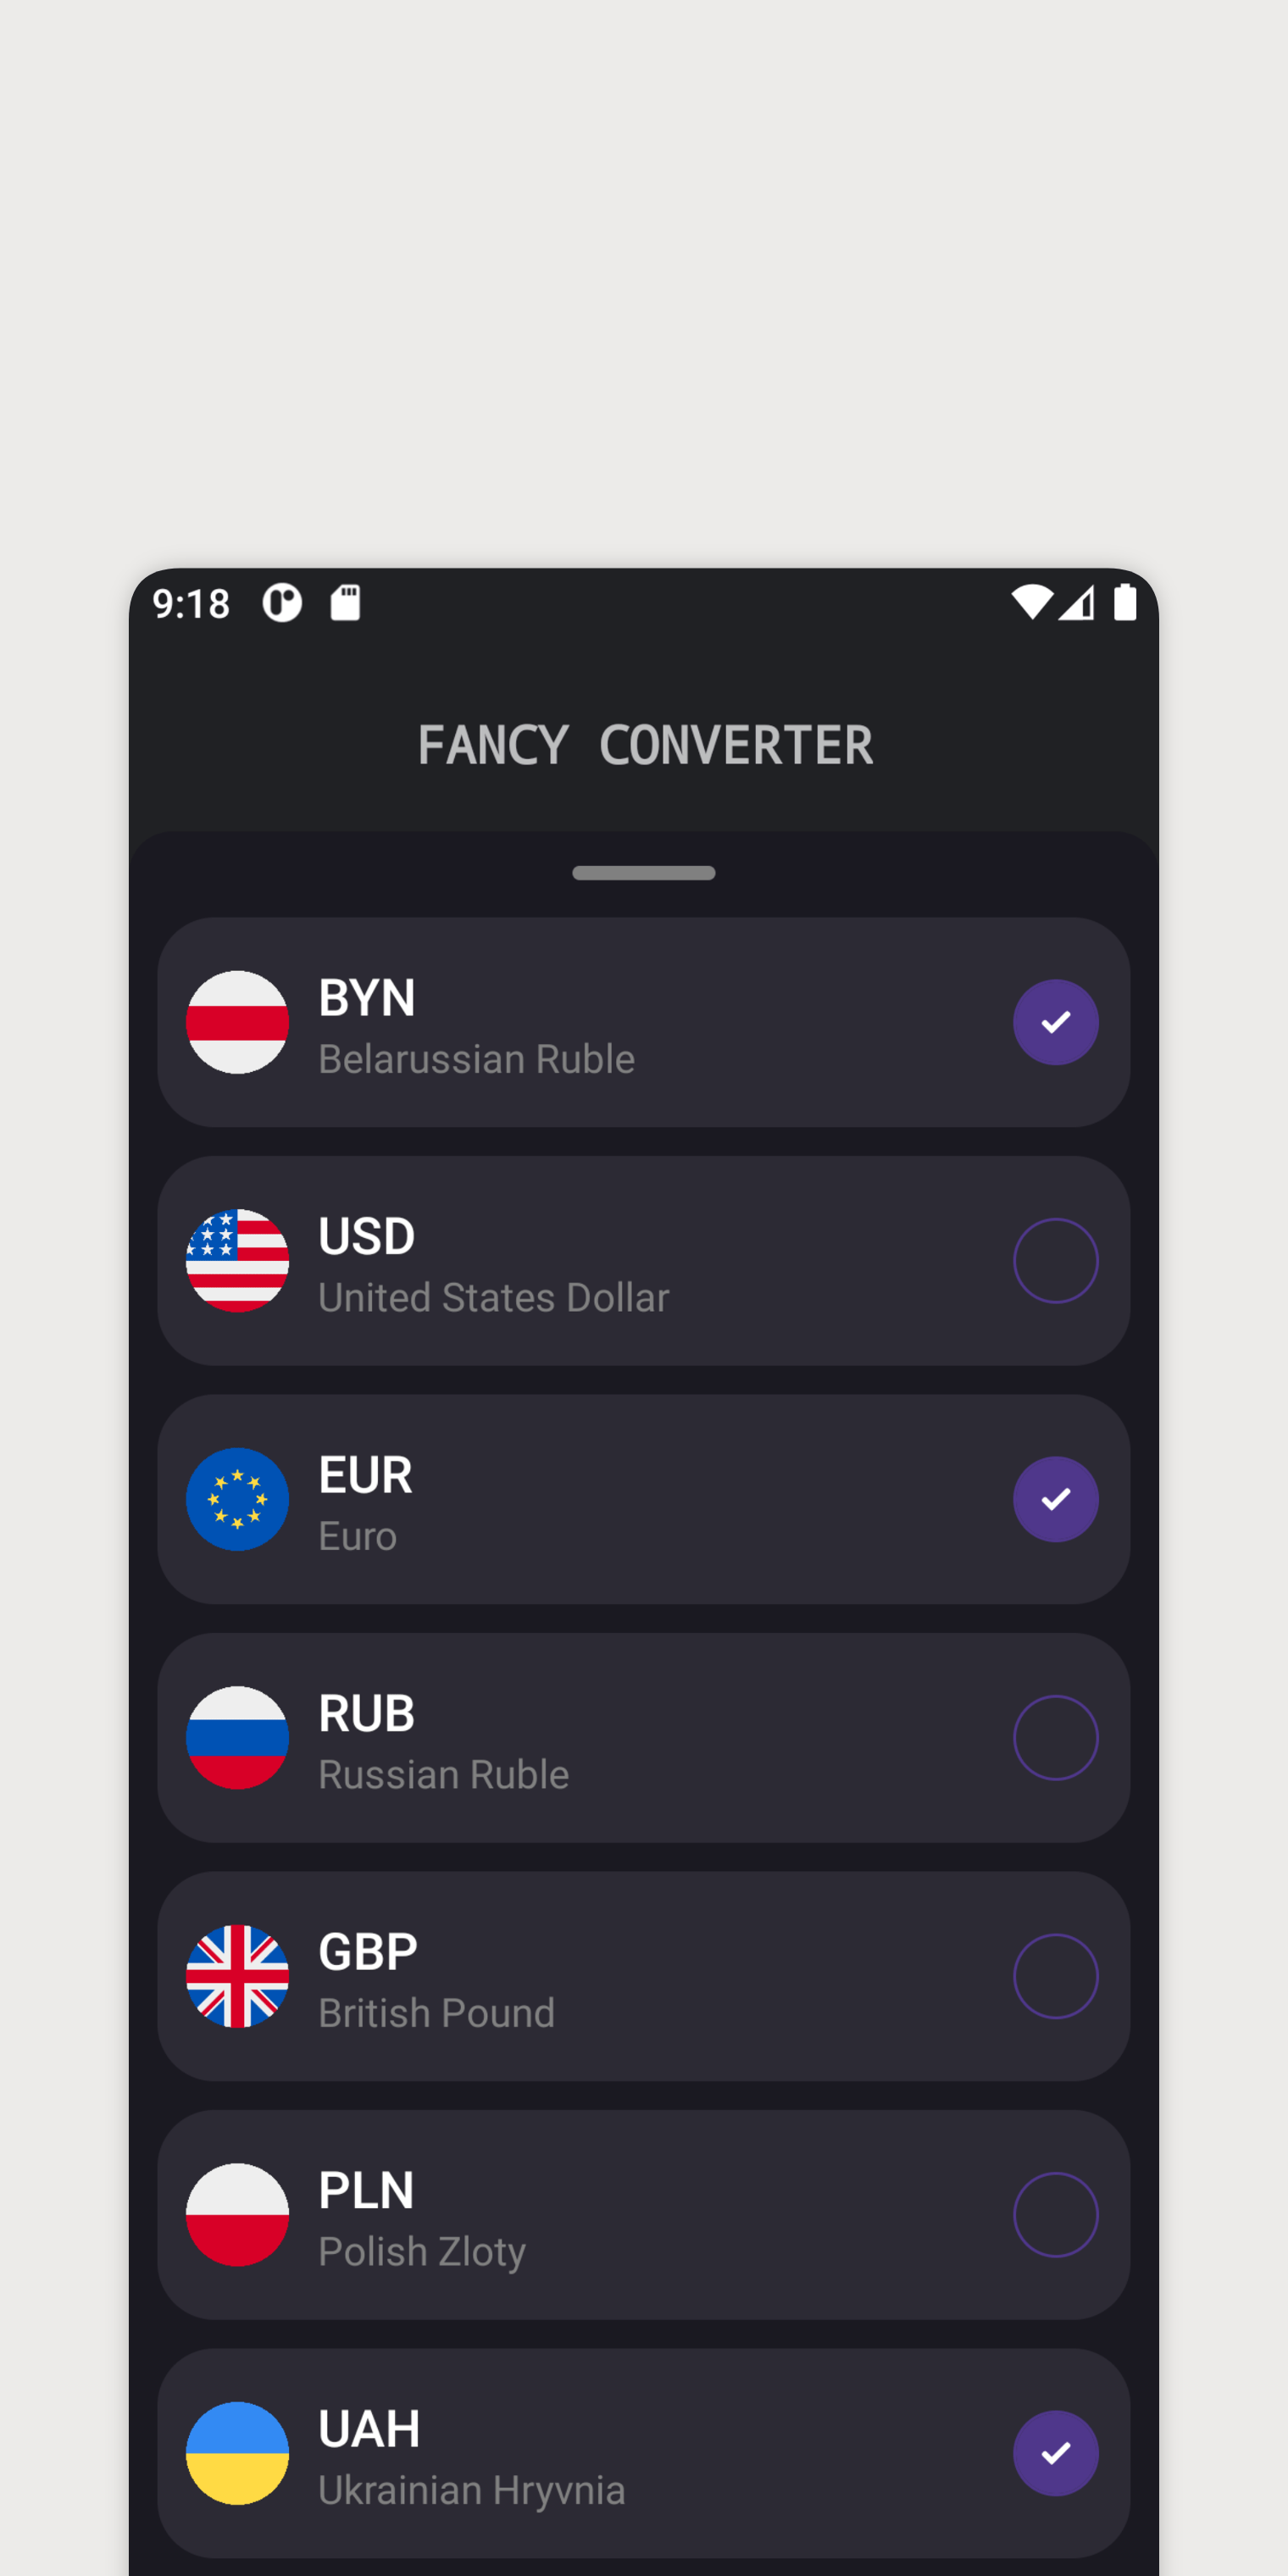 9:18
FANCY CONVERTER
BYN
Belarussian Ruble
USD
United States Dollar
EUR
Euro
RUB
Russian Ruble
GBP
British Pound
PLN
Polish Zloty
UAH
Ukrainian Hryvnia